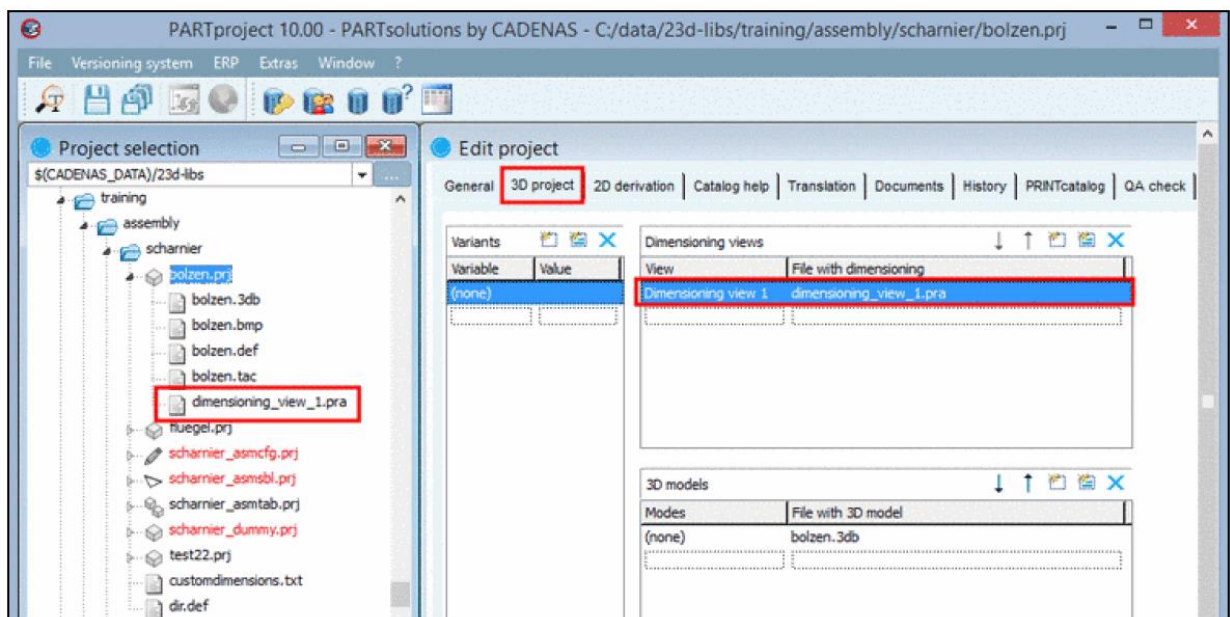 PARTproject 10.00 - PARTsolutions by CADENAS - C:/data/23d-libs/training/assembly/scharnier/bolzen.prj
File Versioning system ERP Extras Window ?
Project selection
$(CADENAS_DATA)/23d-libs
training
assembly
scharnier
bolzen.prj
bolzen.3db
bolzen.bmp
bolzen.def
bolzen.tac
dimensioning_view_1.pra
fluegel.prj
scharnier_asmcfg.prj
scharnier_asmsbl.prj
scharnier_asmtab.prj
scharnier_dummy.prj
test22.prj
customdimensions.txt
dir.def
Edit project
General 3D project 2D derivation Catalog help Translation Documents History PRINTcatalog QA check
Variants
Variable Value
(none)
Dimensioning views
View File with dimensioning
Dimensioning view 1 dimensioning_view_1.pra
3D models
Modes File with 3D model
(none) bolzen.3db